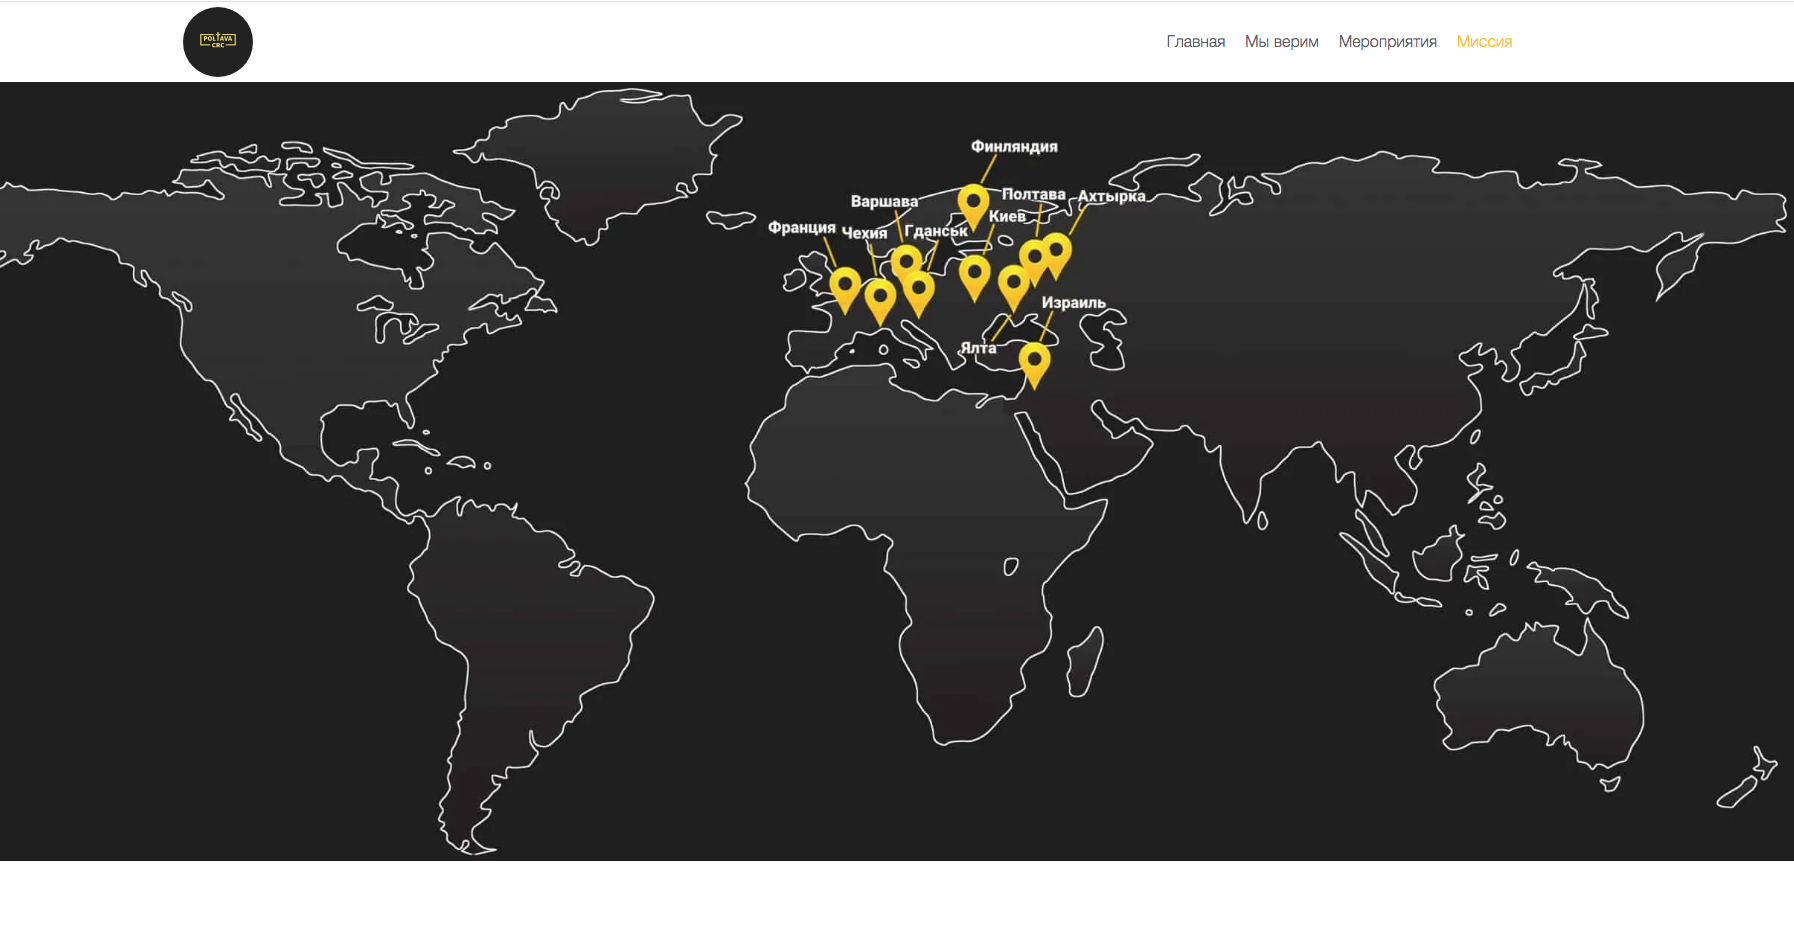 POLTAVA
CRC
Главная Мы верим Мероприятия Миссия
Финляндия
Варшава
Полтава
Ахтырка
Киев
Франция
Чехия
Гданськ
Израиль
Ялта